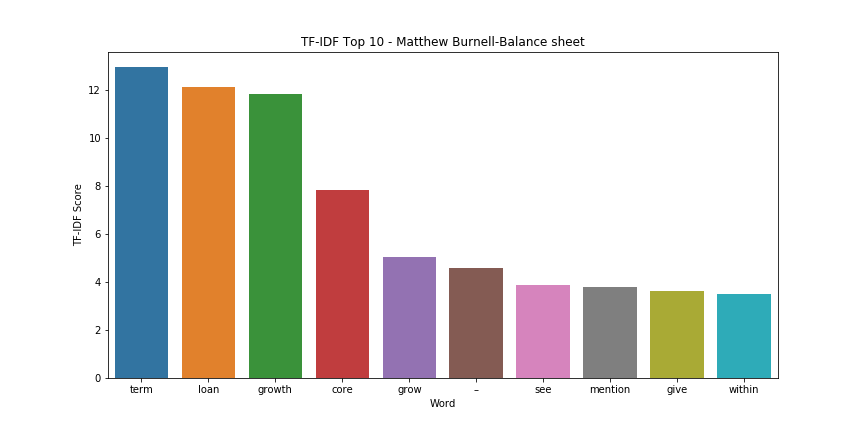 TF-IDF Top 10 - Matthew Burnell-Balance sheet
TF-IDF Score
12
10
8
6
4
2
0
term loan growth core grow – see mention give within
Word